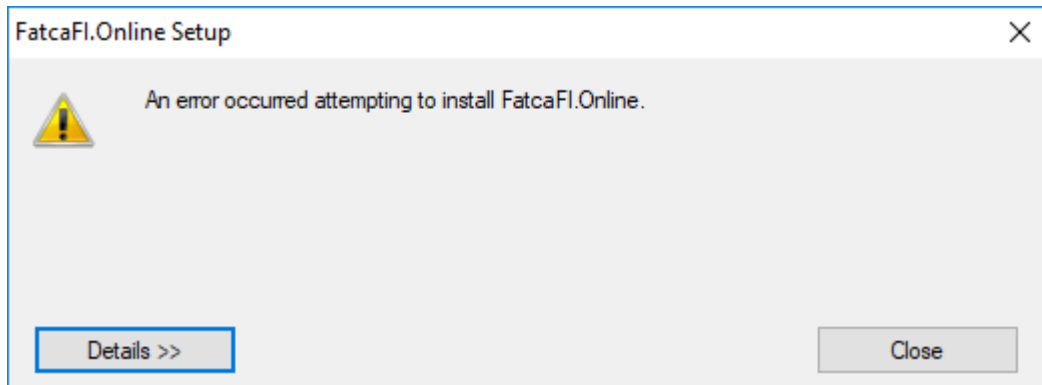 FatcaFI.Online Setup
An error occurred attempting to install FatcaFI.Online.
Details >>
Close